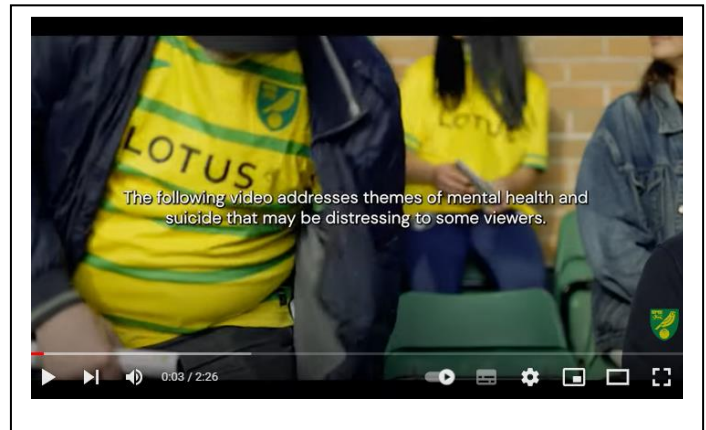 LOTUS
LOTUS
The following video addresses themes of mental health and
suicide that may be distressing to some viewers.
0:03 / 2:26